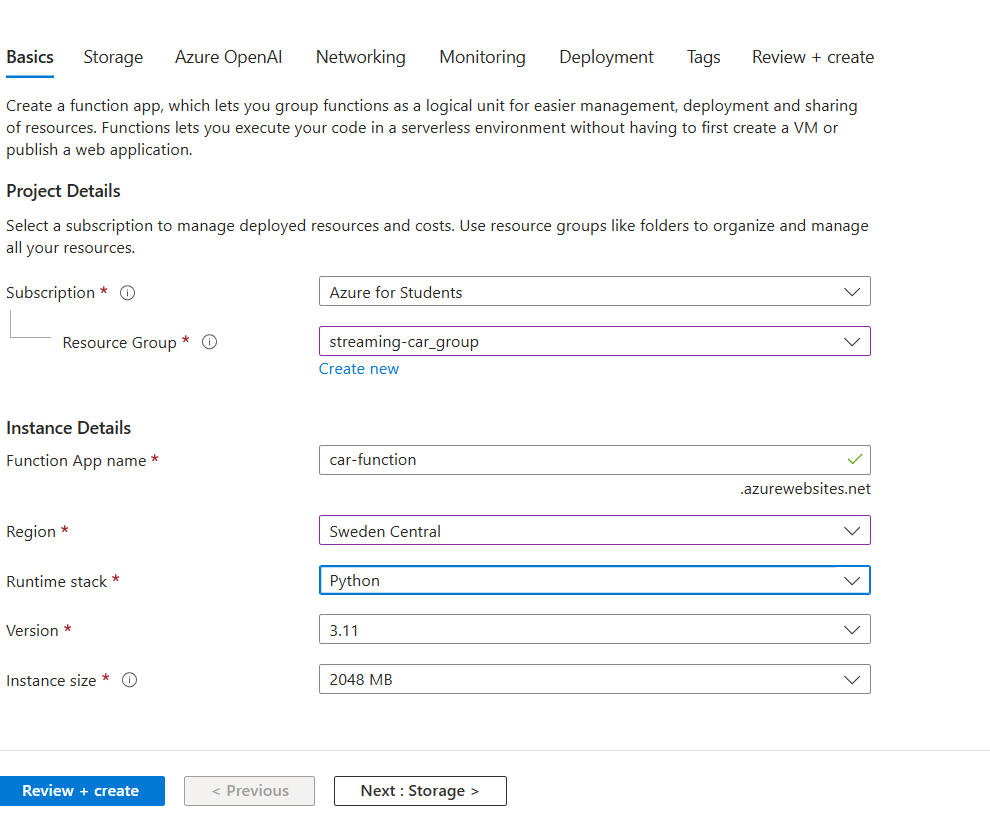 Basics Storage Azure OpenAI Networking Monitoring Deployment Tags Review + create
Create a function app, which lets you group functions as a logical unit for easier management, deployment and sharing
of resources. Functions lets you execute your code in a serverless environment without having to first create a VM or
publish a web application.
Project Details
Select a subscription to manage deployed resources and costs. Use resource groups like folders to organize and manage
all your resources.
Subscription * Azure for Students
Resource Group * streaming-car_group
Create new
Instance Details
Function App name * car-function
.azurewebsites.net
Region * Sweden Central
Runtime stack * Python
Version * 3.11
Instance size * 2048 MB
Review + create < Previous Next : Storage >